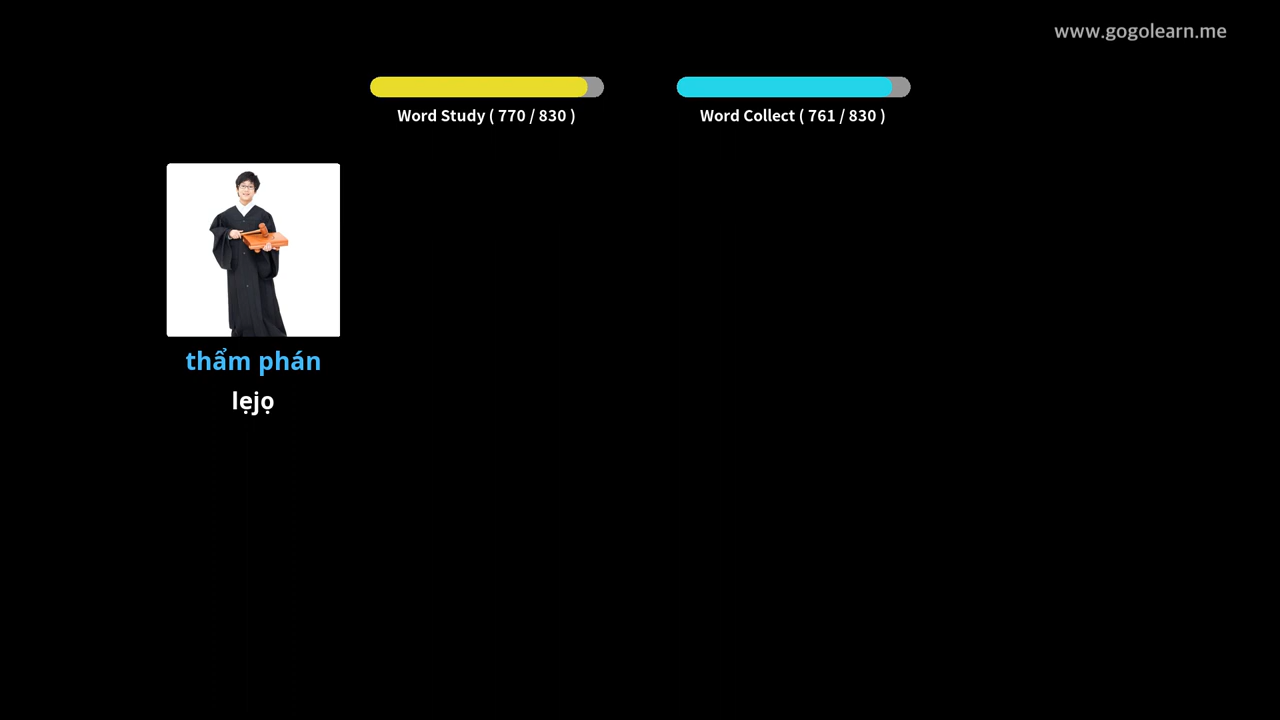 www.gogolearn.me
Word Study ( 770 / 830 )
Word Collect ( 761 / 830 )
thẩm phán
lẹjọ